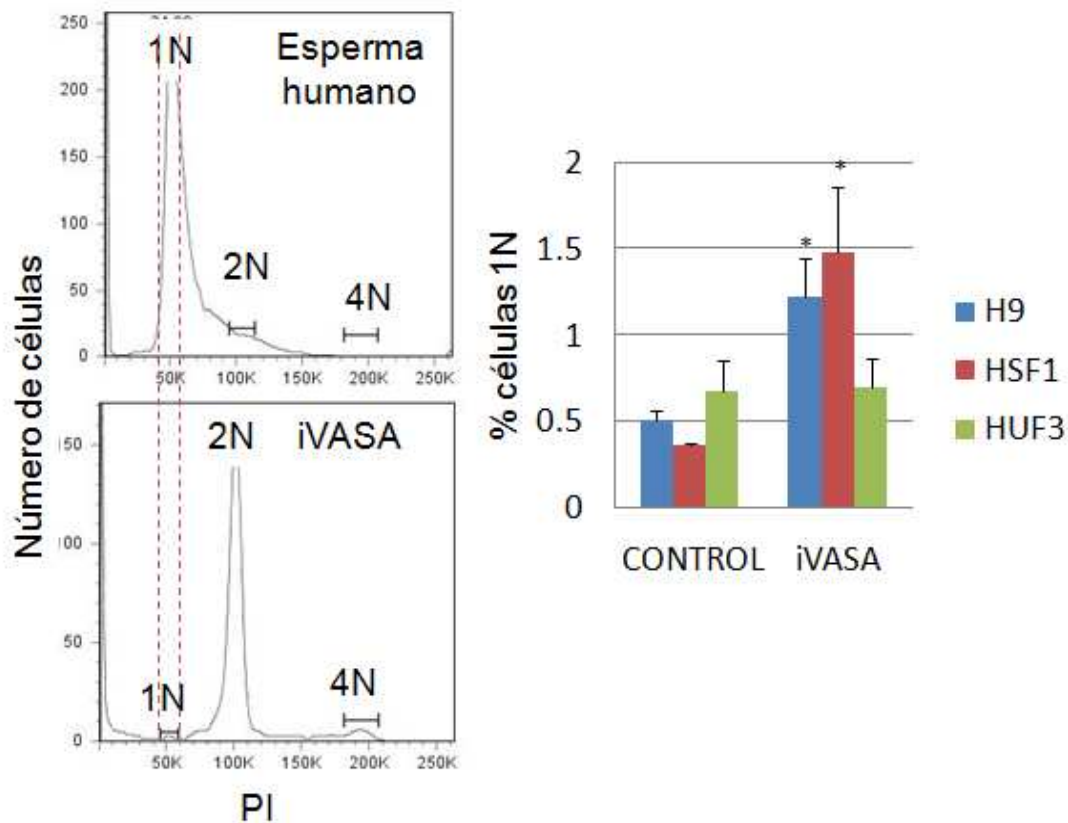 250
200
150
100
50
0
1N
Esperma
humano
2N
4N
50K
100K
150K
200K
250K
Número de células
150
100
50
0
2N
iVASA
1N
4N
50K
100K
150K
200K
250K
PI
% células 1N
2
1.5
1
0.5
0
*
*
CONTROL
iVASA
H9
HSF1
HUF3